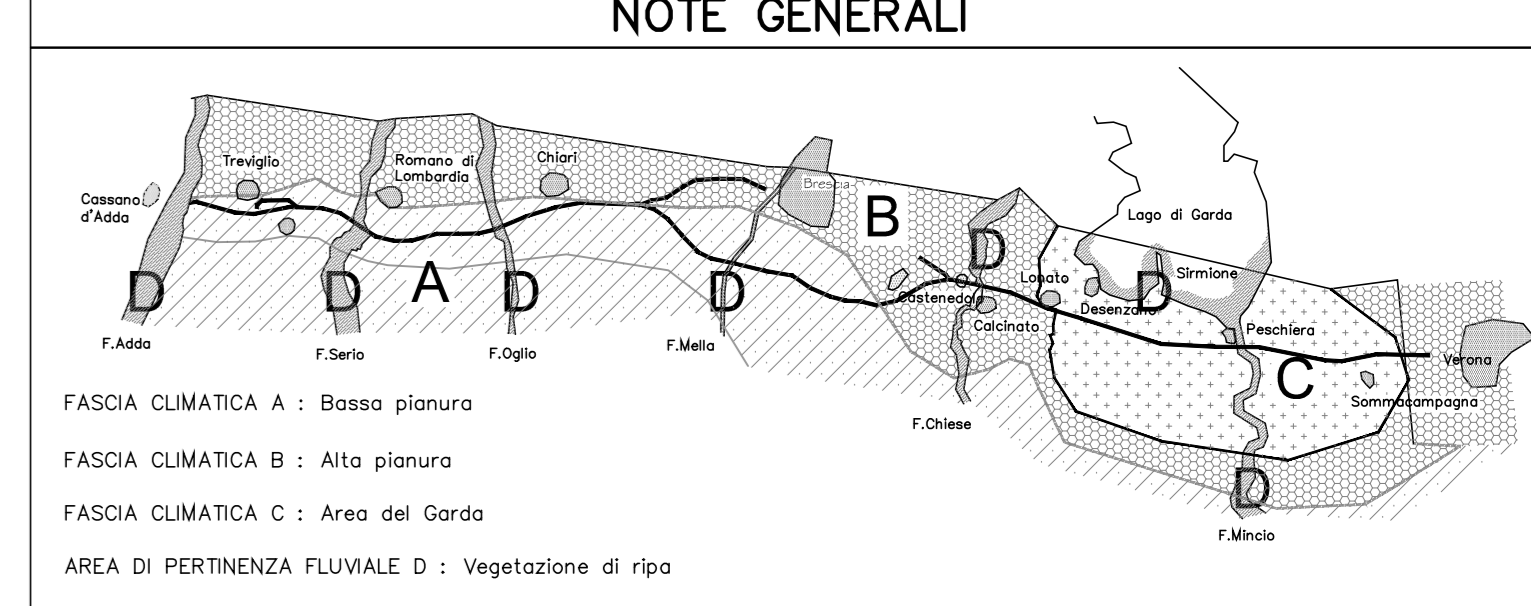 NOTE GENERALI
Treviglio
Romano di
Lombardia
Chiari
Brescia
Cassano
d'Adda
B
Lago di Garda
D
Sirmione
Lonato
D
D
D
A
D
D
Castenedolo
Desenzano
Calcinato
Peschiera
F.Adda
F.Serio
F.Oglio
F.Mella
Verona
C
Sommacampagna
FASCIA CLIMATICA A : Bassa pianura
F.Chiese
FASCIA CLIMATICA B : Alta pianura
D
FASCIA CLIMATICA C : Area del Garda
F.Mincio
AREA DI PERTINENZA FLUVIALE D : Vegetazione di ripa